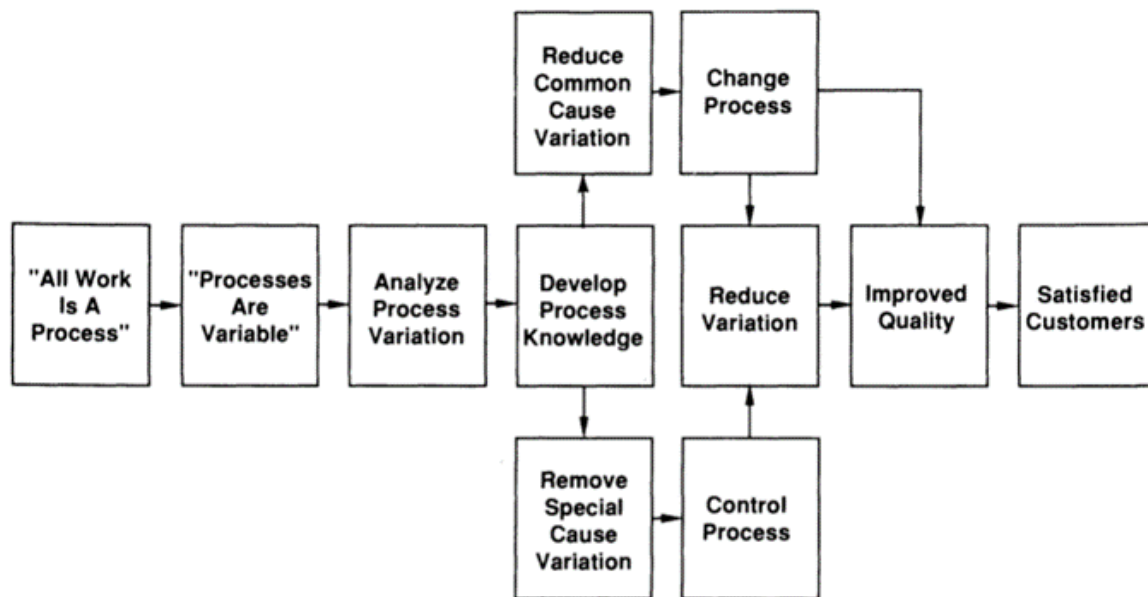 Reduce
Common
Cause
Variation
Change
Process
"All Work
Is A
Process"
"Processes
Are
Variable"
Analyze
Process
Variation
Develop
Process
Knowledge
Reduce
Variation
Improved
Quality
Satisfied
Customers
Remove
Special
Cause
Variation
Control
Process